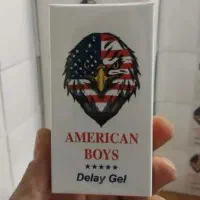 AMERICAN
BOYS
★★★★★
Delay Gel